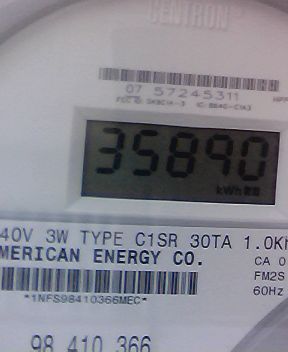 CENTRON
07 57245311
35890
kWh
40V 3W TYPE C1SR 30TA 1.0Kh
MERICAN ENERGY CO.
CA 0
FM2S
60Hz
*1NFS98410366MEC*
98 410 366